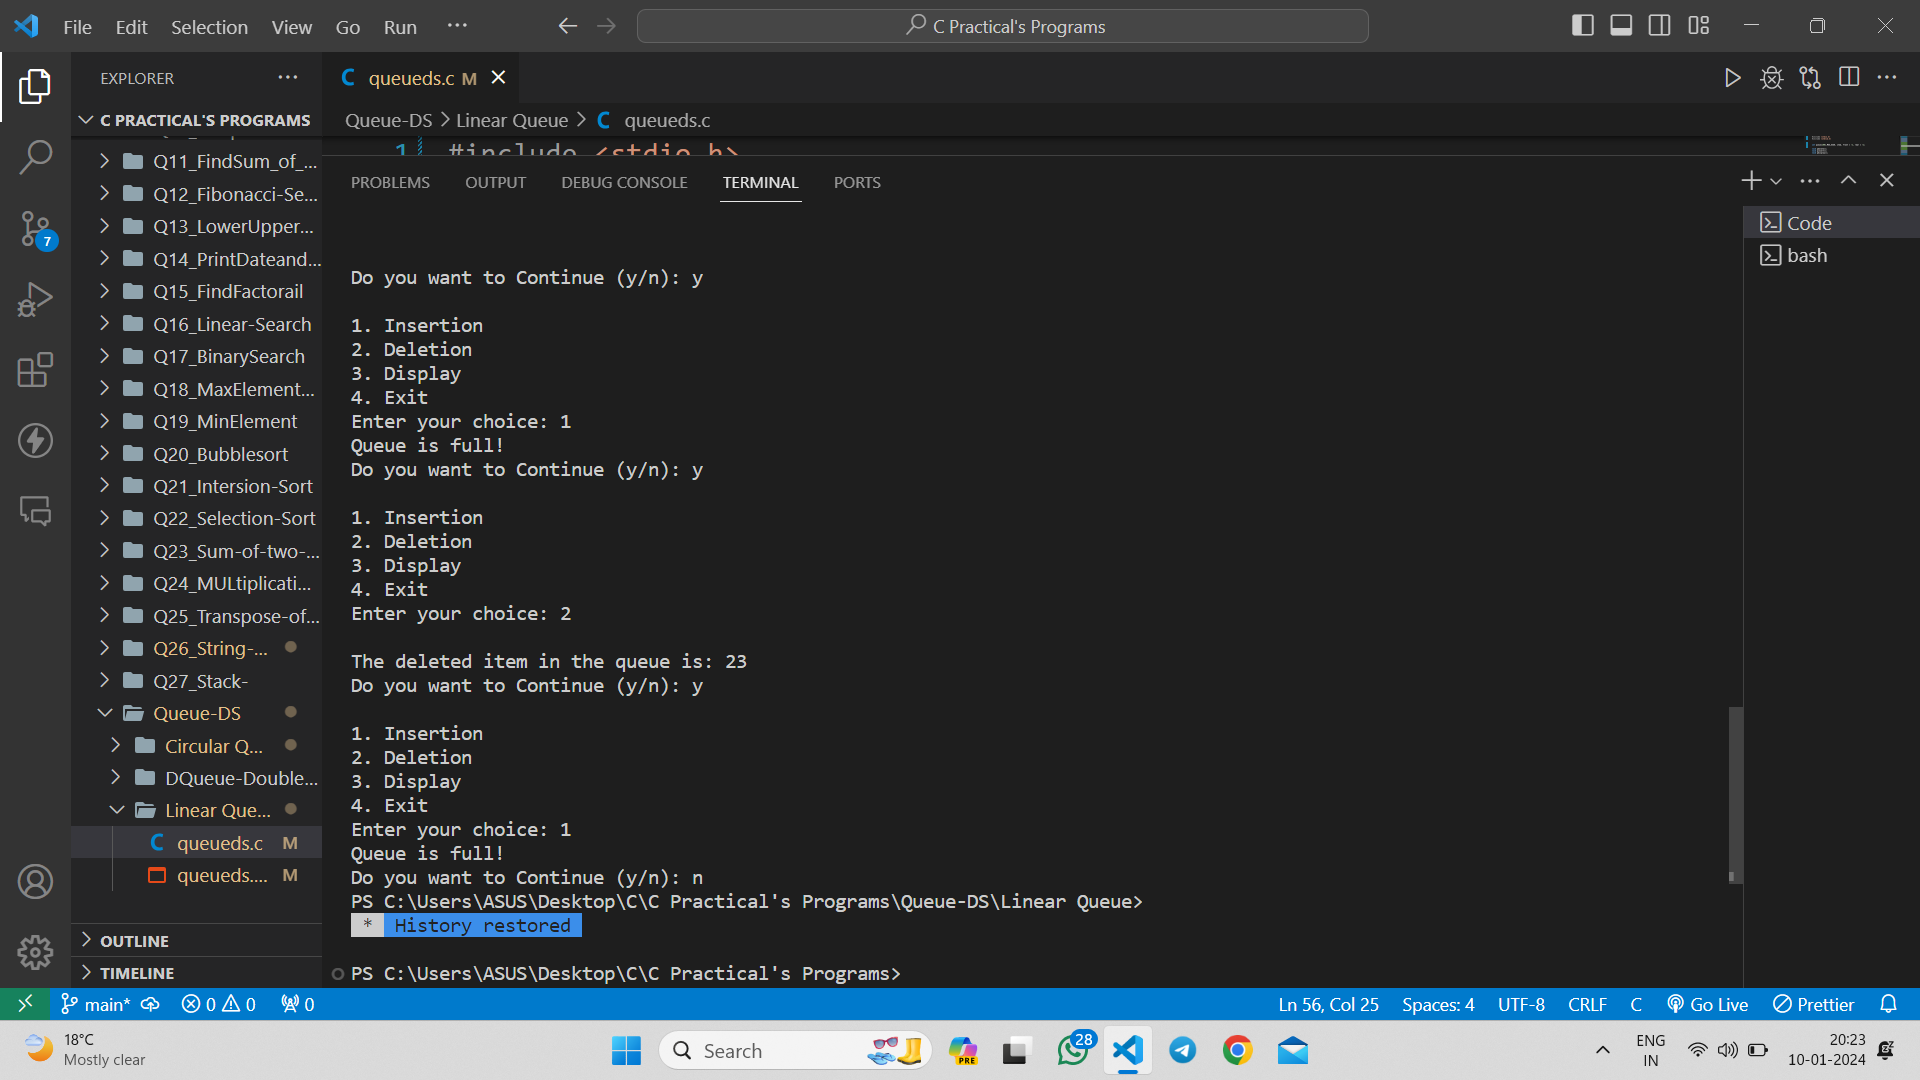 File Edit Selection View Go Run ···
C Practical's Programs
EXPLORER
C PRACTICAL'S PROGRAMS
Q11_FindSum_of_...
Q12_Fibonacci-Se...
Q13_LowerUpper...
Q14_PrintDateand...
Q15_FindFactorail
Q16_Linear-Search
Q17_BinarySearch
Q18_MaxElement...
Q19_MinElement
Q20_Bubblesort
Q21_Intersion-Sort
Q22_Selection-Sort
Q23_Sum-of-two-...
Q24_MULtiplicati...
Q25_Transpose-of...
Q26_String-...
Q27_Stack-
Queue-DS
Circular Q...
DQueue-Double...
Linear Que...
queueds.c M
queueds.... M
OUTLINE
TIMELINE
7
C queueds.c M
Queue-DS > Linear Queue > C queueds.c
1 #include <stdio.h>
PROBLEMS OUTPUT DEBUG CONSOLE TERMINAL PORTS
Do you want to Continue (y/n): y
1. Insertion
2. Deletion
3. Display
4. Exit
Enter your choice: 1
Queue is full!
Do you want to Continue (y/n): y
1. Insertion
2. Deletion
3. Display
4. Exit
Enter your choice: 2
The deleted item in the queue is: 23
Do you want to Continue (y/n): y
1. Insertion
2. Deletion
3. Display
4. Exit
Enter your choice: 1
Queue is full!
Do you want to Continue (y/n): n
PS C:\Users\ASUS\Desktop\C\C Practical's Programs\Queue-DS\Linear Queue>
* History restored
PS C:\Users\ASUS\Desktop\C\C Practical's Programs>
Code
bash
main* 0 0 0
Ln 56, Col 25 Spaces: 4 UTF-8 CRLF C Go Live Prettier
18°C
Mostly clear
Search
PRE
28
ENG
IN
20:23
10-01-2024